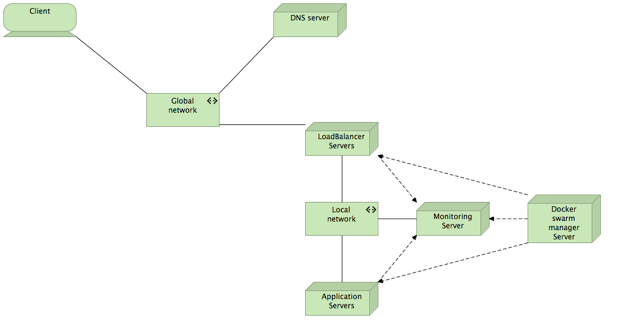 Client
DNS server
Global
network
LoadBalancer
Servers
Local
network
Monitoring
Server
Docker
swarm
manager
Server
Application
Servers